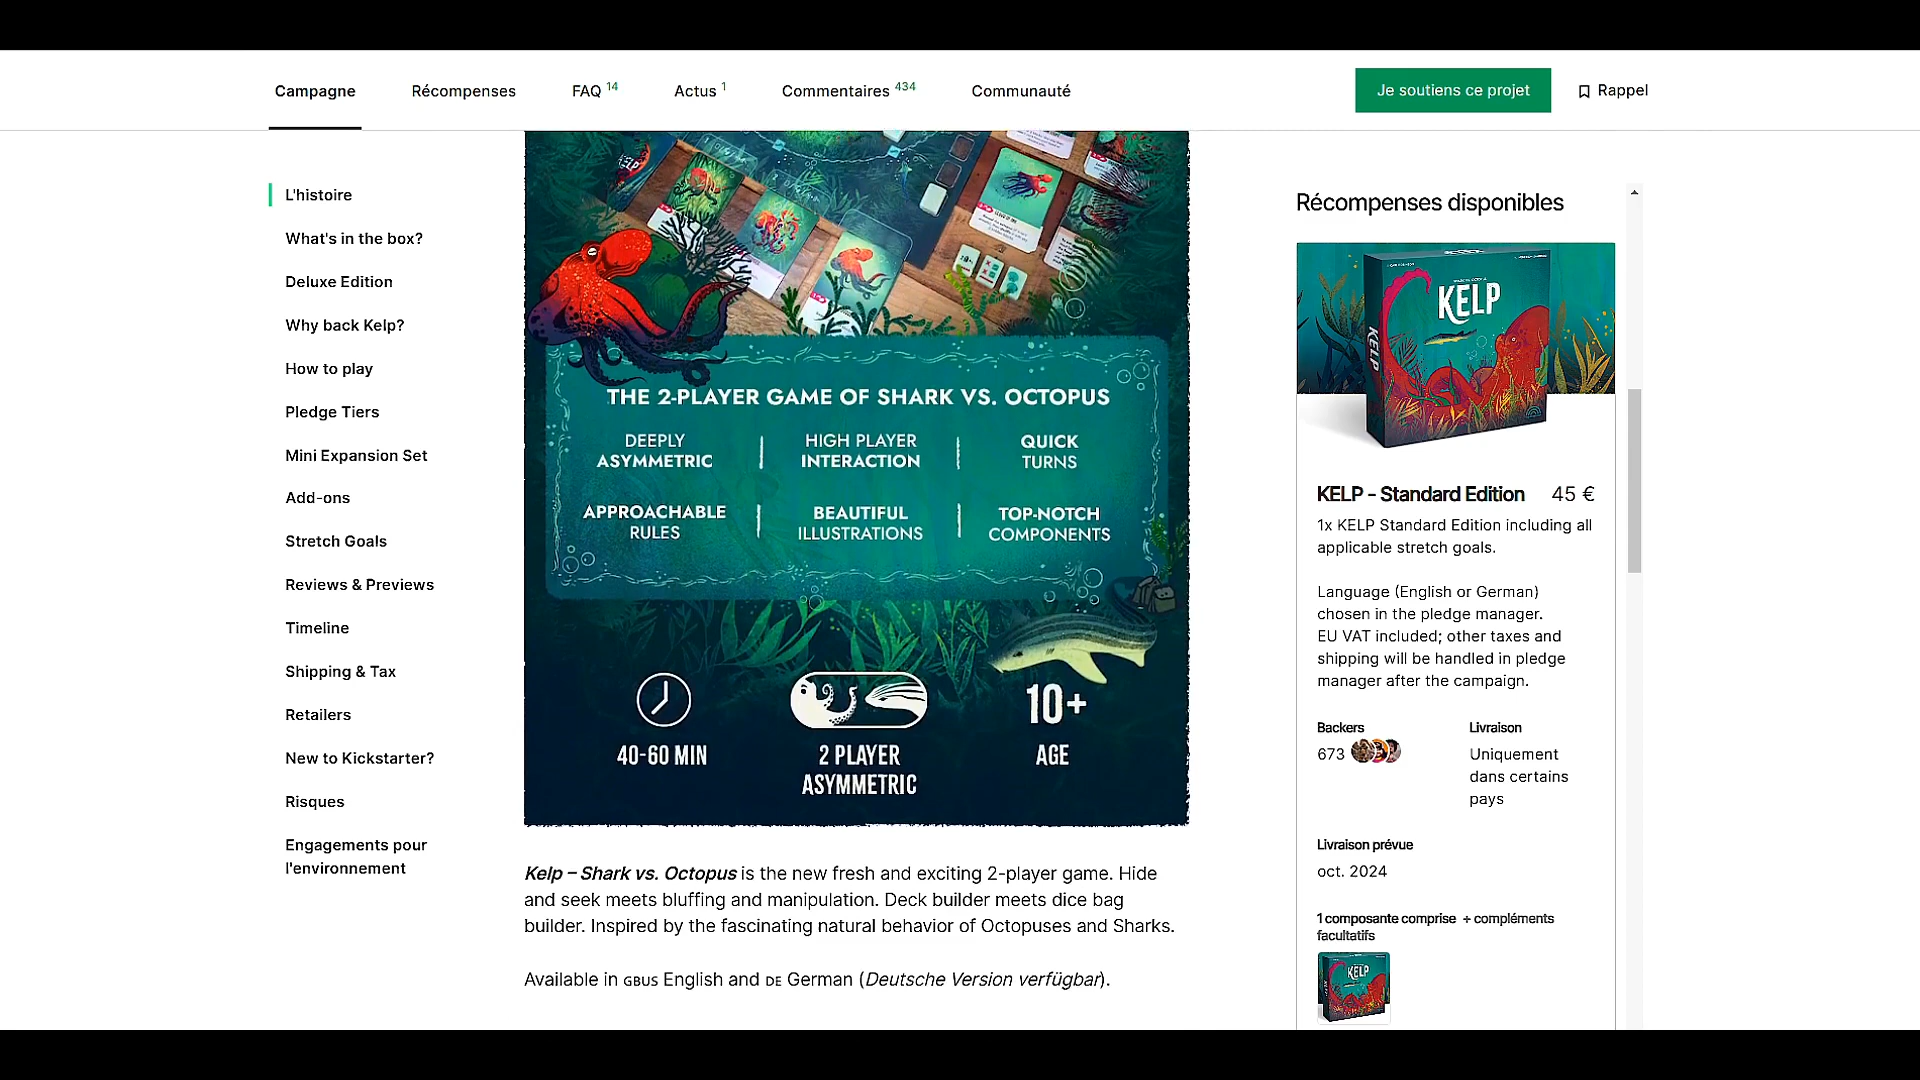 Campagne
Récompenses
FAQ 14
Actus 1
Commentaires 434
Communauté
Je soutiens ce projet
Rappel
L'histoire
What's in the box?
Deluxe Edition
Why back Kelp?
How to play
Pledge Tiers
Mini Expansion Set
Add-ons
Stretch Goals
Reviews & Previews
Timeline
Shipping & Tax
Retailers
New to Kickstarter?
Risques
Engagements pour
l'environnement
KELP
THE 2-PLAYER GAME OF SHARK VS. OCTOPUS
DEEPLY
ASYMMETRIC
HIGH PLAYER
INTERACTION
QUICK
TURNS
APPROACHABLE
RULES
BEAUTIFUL
ILLUSTRATIONS
TOP-NOTCH
COMPONENTS
40-60 MIN
2 PLAYER
ASYMMETRIC
10+
AGE
Kelp – Shark vs. Octopus is the new fresh and exciting 2-player game. Hide
and seek meets bluffing and manipulation. Deck builder meets dice bag
builder. Inspired by the fascinating natural behavior of Octopuses and Sharks.
Available in GBUS English and DE German (Deutsche Version verfügbar).
Récompenses disponibles
KELP
KELP
KELP - Standard Edition 45 €
1x KELP Standard Edition including all
applicable stretch goals.
Language (English or German)
chosen in the pledge manager.
EU VAT included; other taxes and
shipping will be handled in pledge
manager after the campaign.
Backers
673
Livraison
Uniquement
dans certains
pays
Livraison prévue
oct. 2024
1 composante comprise + compléments
facultatifs
KELP